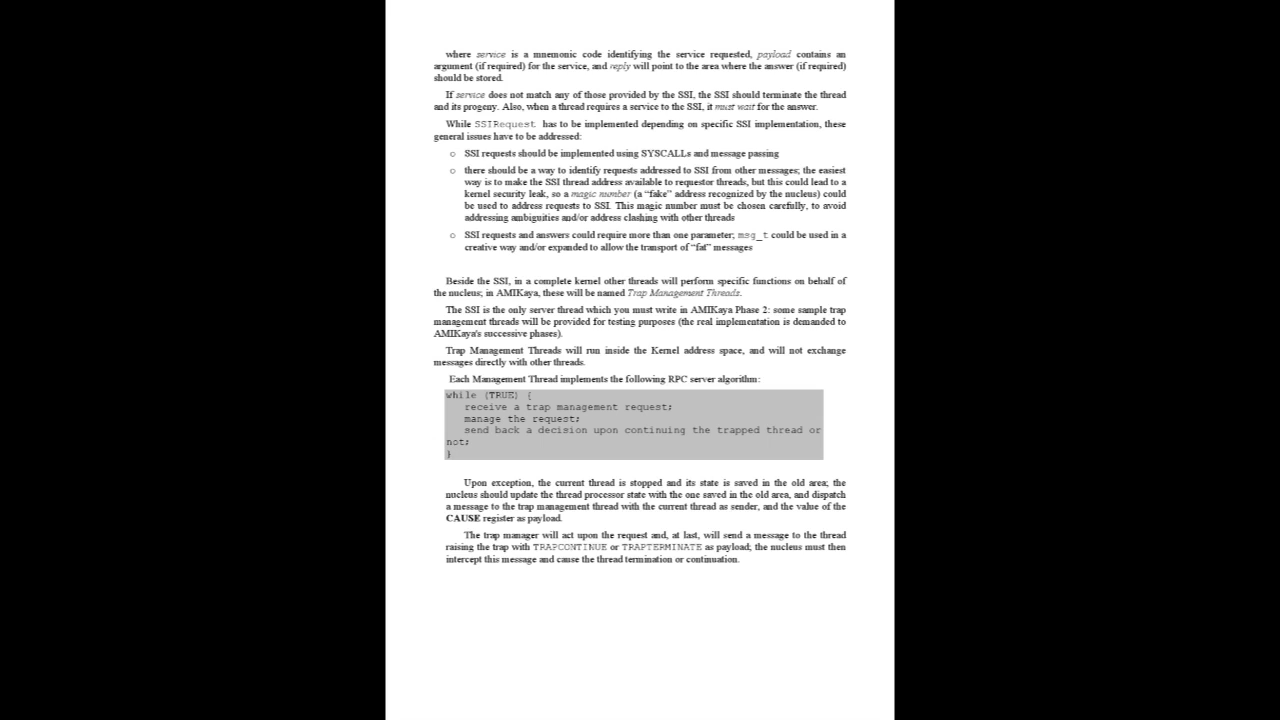 where service is a mnemonic code identifying the service requested, payload contains an
argument (if required) for the service, and reply will point to the area where the answer (if required)
should be stored.
If service does not match any of those provided by the SSI, the SSI should terminate the thread
and its progeny. Also, when a thread requires a service to the SSI, it must wait for the answer.
While SSIRequest has to be implemented depending on specific SSI implementation, these
general issues have to be addressed:
o SSI requests should be implemented using SYSCALLs and message passing
o there should be a way to identify requests addressed to SSI from other messages; the easiest
way is to make the SSI thread address available to requestor threads, but this could lead to a
kernel security leak, so a magic number (a “fake” address recognized by the nucleus) could
be used to address requests to SSI. This magic number must be chosen carefully, to avoid
addressing ambiguities and/or address clashing with other threads
o SSI requests and answers could require more than one parameter; msg_t could be used in a
creative way and/or expanded to allow the transport of “fat” messages
Beside the SSI, in a complete kernel other threads will perform specific functions on behalf of
the nucleus; in AMIKaya, these will be named Trap Management Threads.
The SSI is the only server thread which you must write in AMIKaya Phase 2: some sample trap
management threads will be provided for testing purposes (the real implementation is demanded to
AMIKaya's successive phases).
Trap Management Threads will run inside the Kernel address space, and will not exchange
messages directly with other threads.
Each Management Thread implements the following RPC server algorithm:
while (TRUE) {
receive a trap management request;
manage the request;
send back a decision upon continuing the trapped thread or
not;
}
Upon exception, the current thread is stopped and its state is saved in the old area; the
nucleus should update the thread processor state with the one saved in the old area, and dispatch
a message to the trap management thread with the current thread as sender, and the value of the
CAUSE register as payload.
The trap manager will act upon the request and, at last, will send a message to the thread
raising the trap with TRAPCONTINUE or TRAPTERMINATE as payload; the nucleus must then
intercept this message and cause the thread termination or continuation.